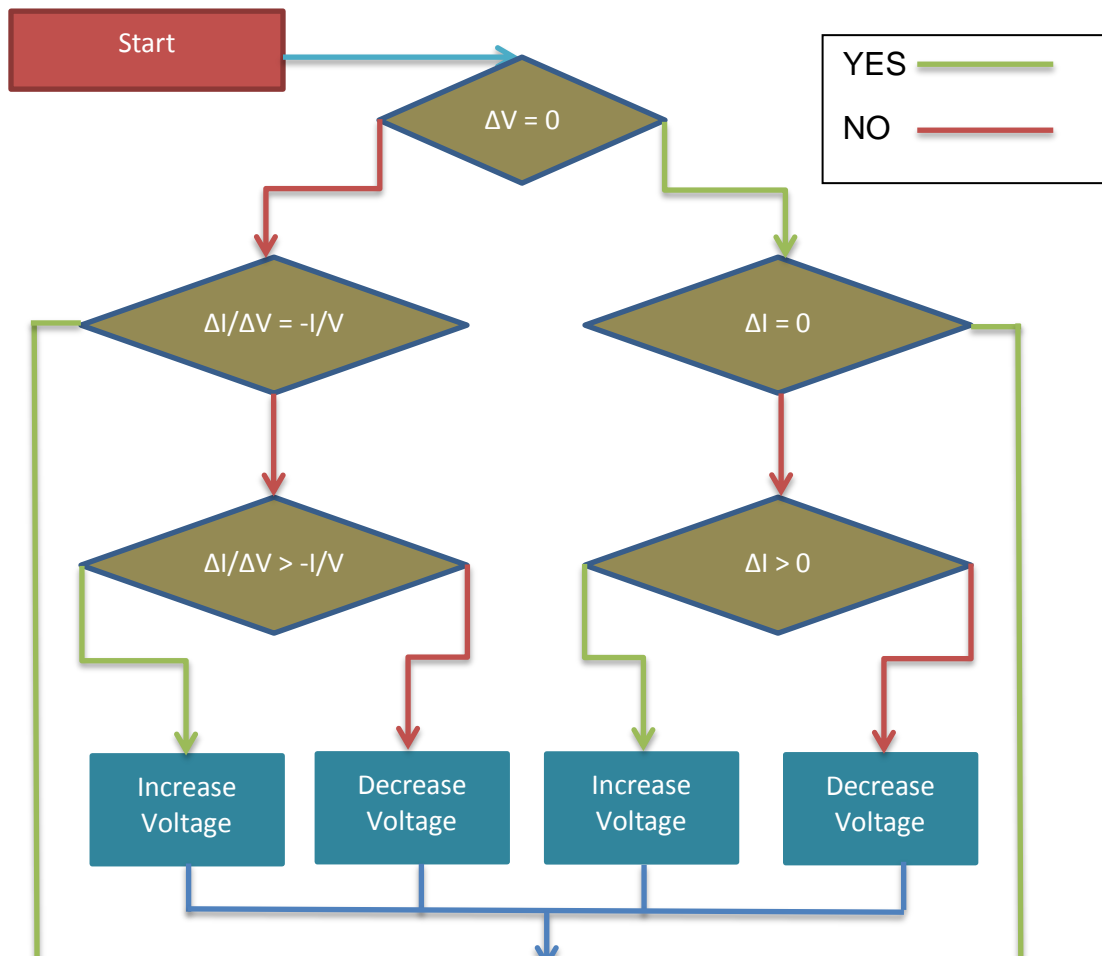 Start
YES
NO
ΔV = 0
ΔI/ΔV = -I/V
ΔI = 0
ΔI/ΔV > -I/V
ΔI > 0
Increase
Voltage
Decrease
Voltage
Increase
Voltage
Decrease
Voltage